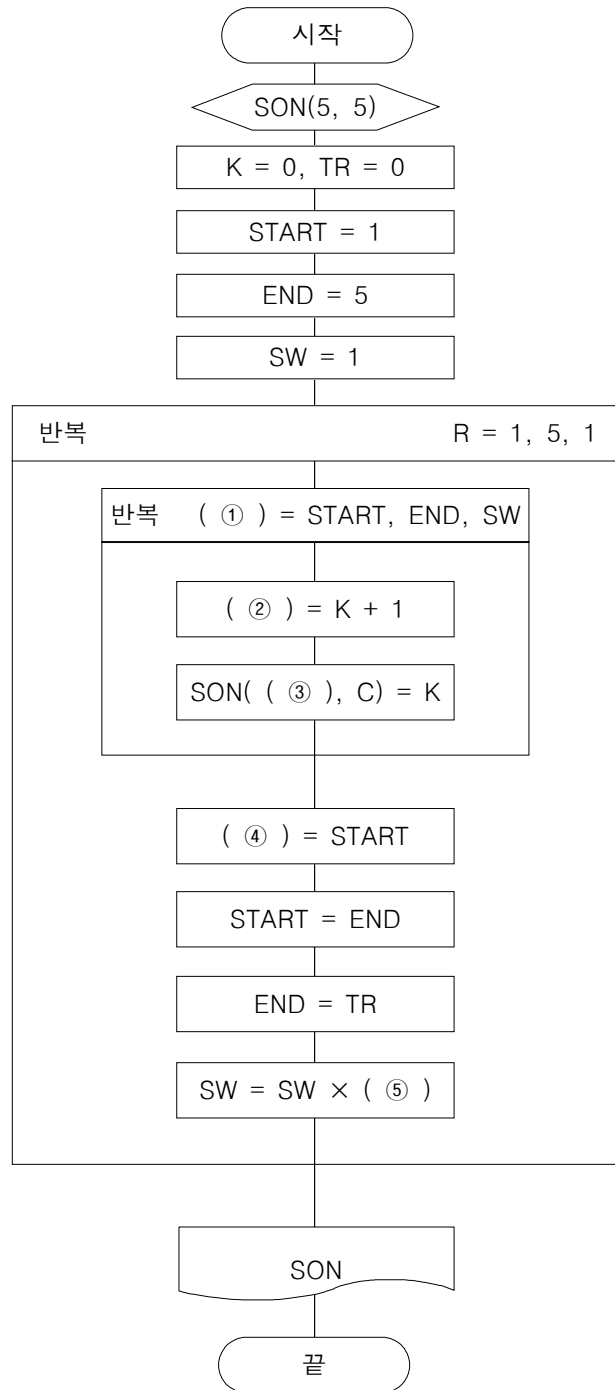 시작
SON(5, 5)
K = 0, TR = 0
START = 1
END = 5
SW = 1
반복 R = 1, 5, 1
반복 ( ① ) = START, END, SW
( ② ) = K + 1
SON( ( ③ ), C) = K
( ④ ) = START
START = END
END = TR
SW = SW × ( ⑤ )
SON
끝